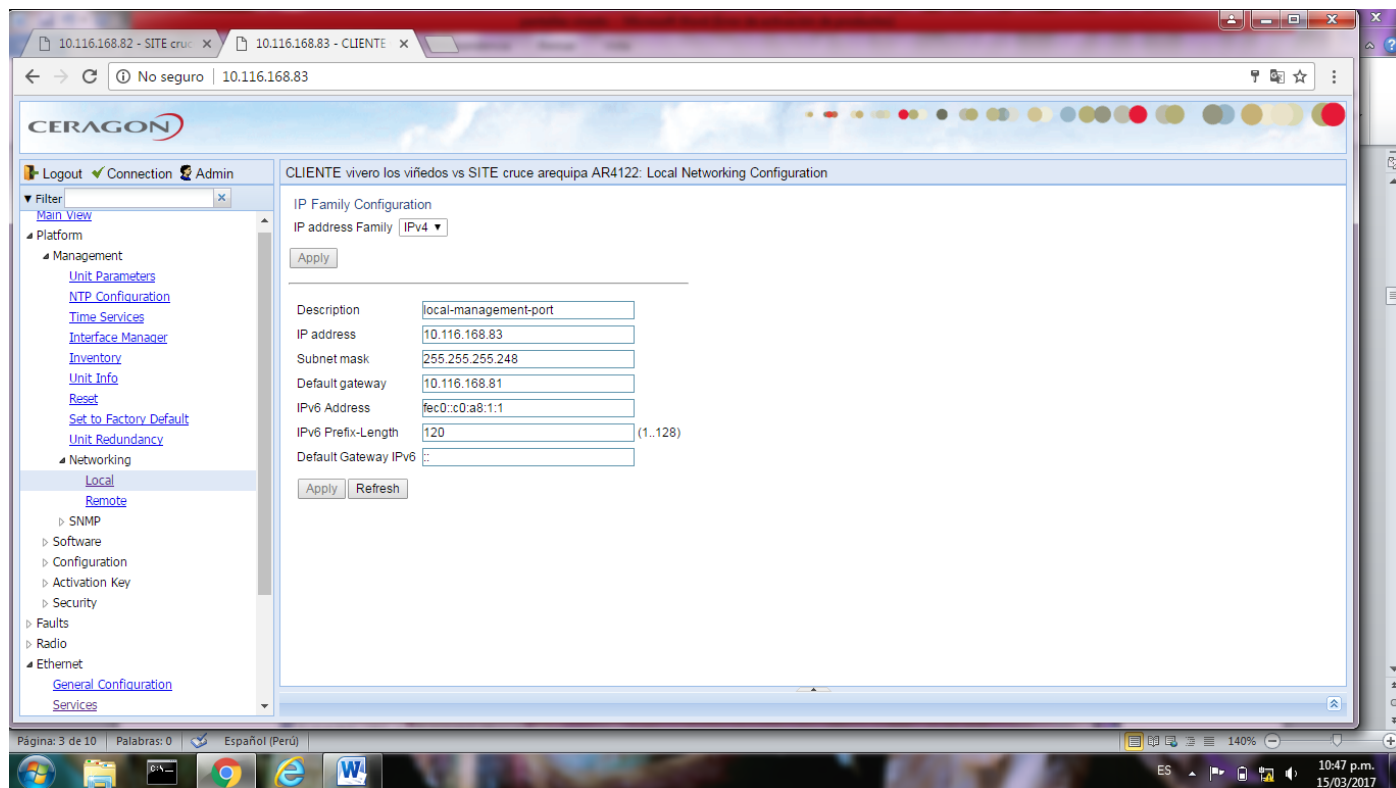 10.116.168.82 - SITE cruc
10.116.168.83 - CLIENTE
No seguro 10.116.168.83
CERAGON
Logout Connection Admin
CLIENTE vivero los viñedos vs SITE cruce arequipa AR4122: Local Networking Configuration
Filter
Main View
Platform
Management
Unit Parameters
NTP Configuration
Time Services
Interface Manager
Inventory
Unit Info
Reset
Set to Factory Default
Unit Redundancy
Networking
Local
Remote
SNMP
Software
Configuration
Activation Key
Security
Faults
Radio
Ethernet
General Configuration
Services
IP Family Configuration
IP address Family IPv4
Apply
Description local-management-port
IP address 10.116.168.83
Subnet mask 255.255.255.248
Default gateway 10.116.168.81
IPv6 Address fec0::c0:a8:1:1
IPv6 Prefix-Length 120 (1..128)
Default Gateway IPv6 ::
Apply Refresh
Página: 3 de 10 Palabras: 0 Español (Perú) 140%
ES 10:47 p.m.
15/03/2017